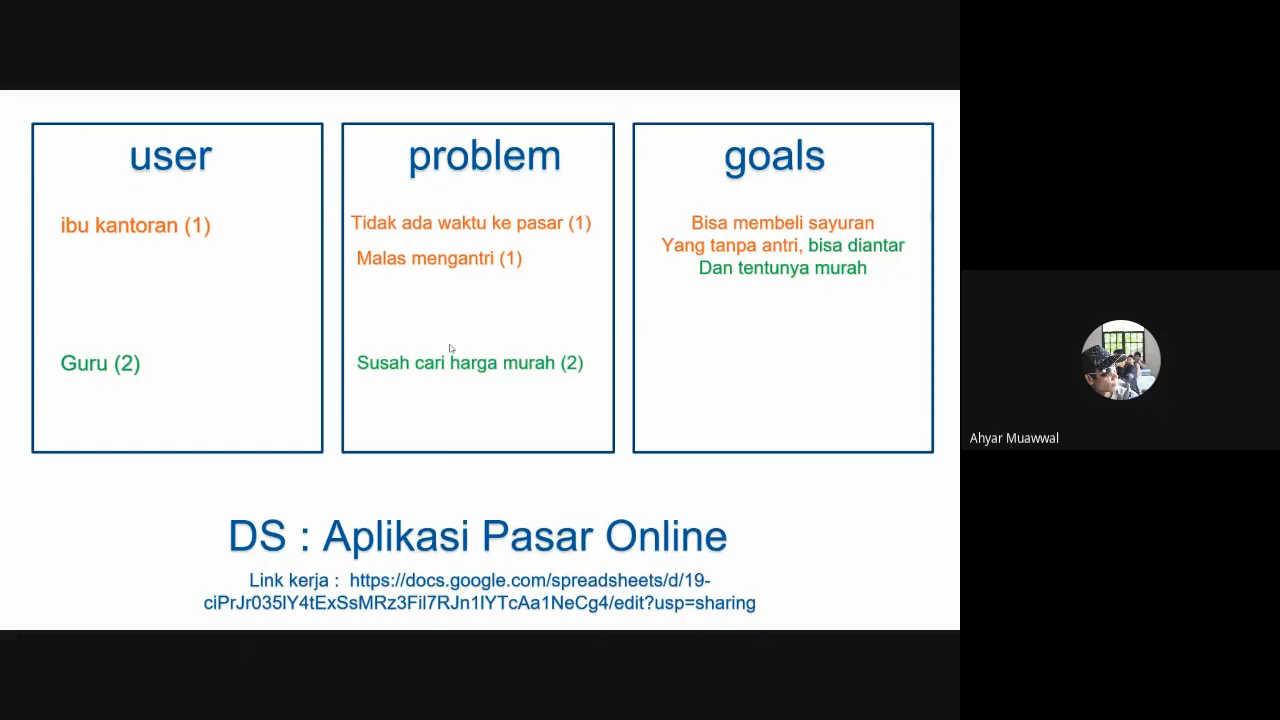 user
ibu kantoran (1)
Guru (2)
problem
Tidak ada waktu ke pasar (1)
Malas mengantri (1)
Susah cari harga murah (2)
goals
Bisa membeli sayuran
Yang tanpa antri, bisa diantar
Dan tentunya murah
DS : Aplikasi Pasar Online
Link kerja : https://docs.google.com/spreadsheets/d/19-
ciPrJr035lY4tExSsMRz3Fil7RJn1lYTcAa1NeCg4/edit?usp=sharing
Ahyar Muawwal